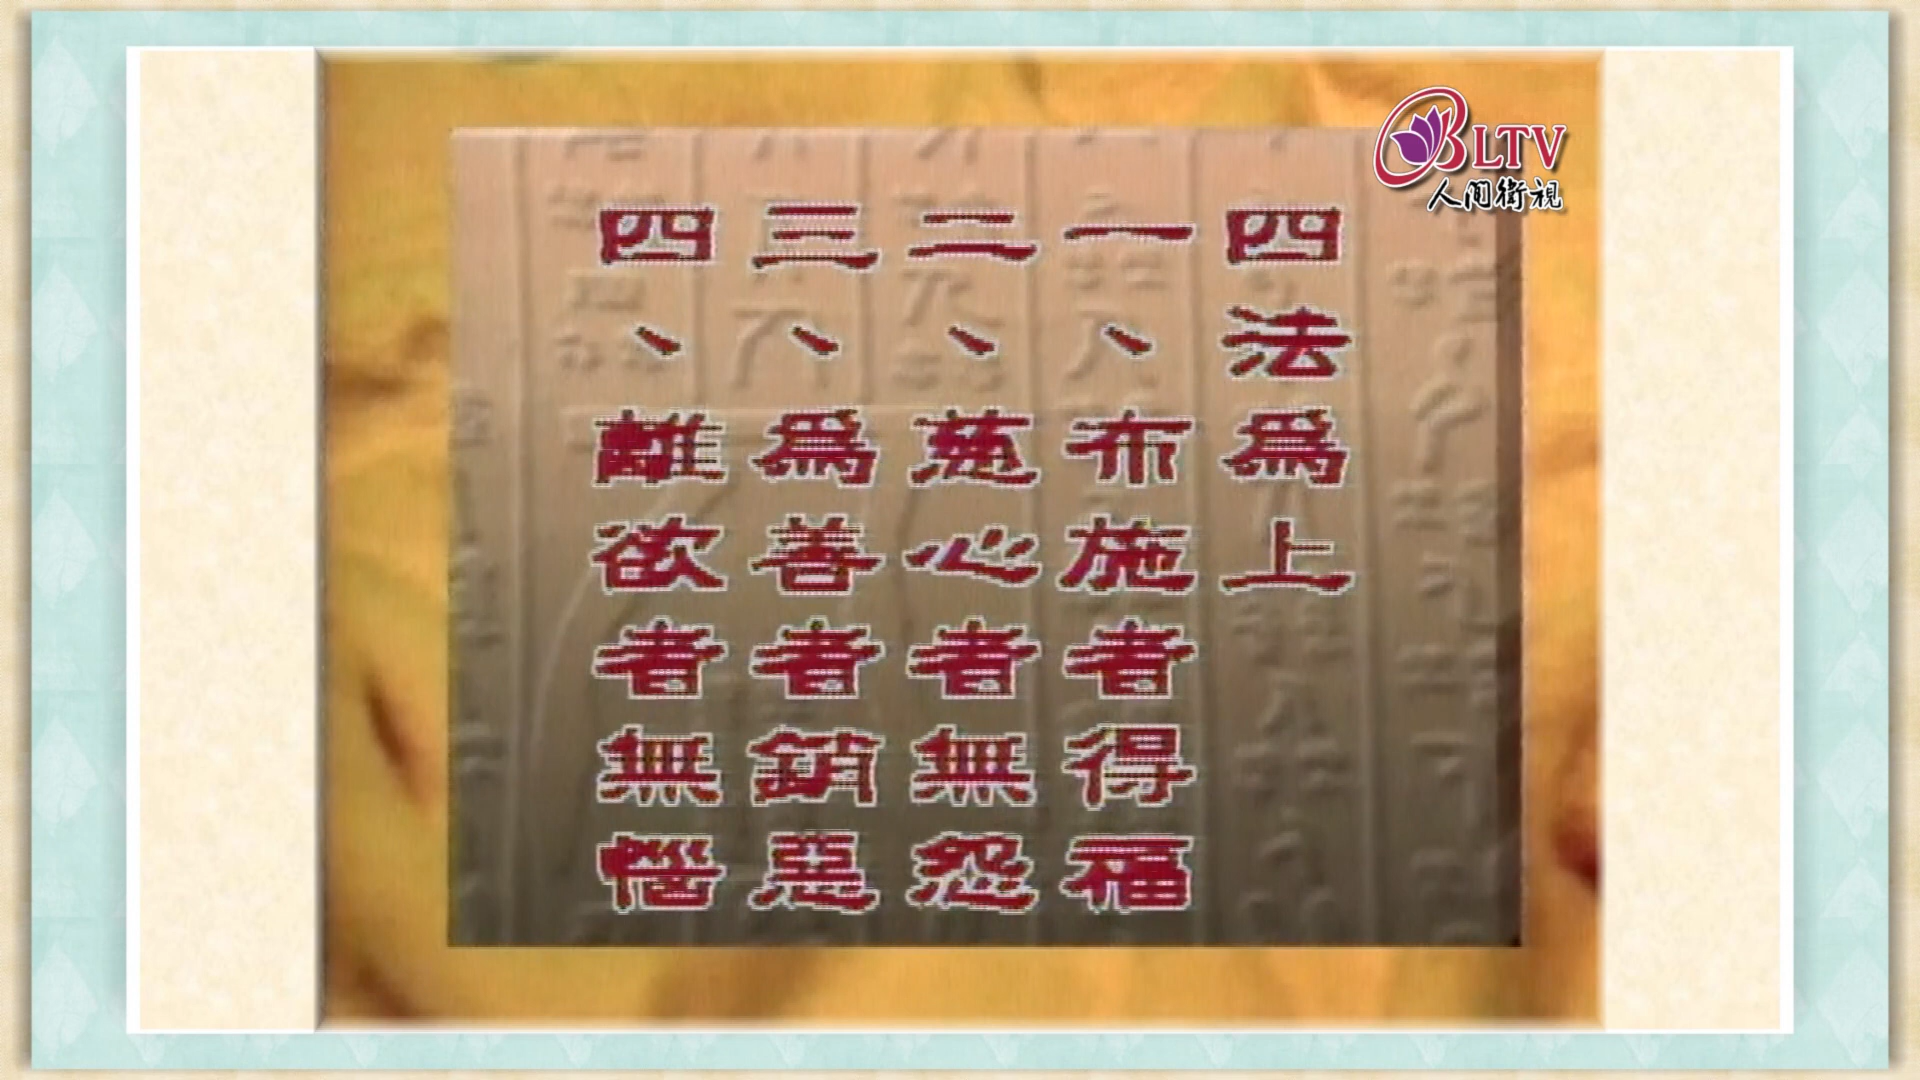 四法為上
一、布施者得福
二、慈心者無怨
三、為善者銷惡
四、離欲者無惱
BLTV
人間衛視